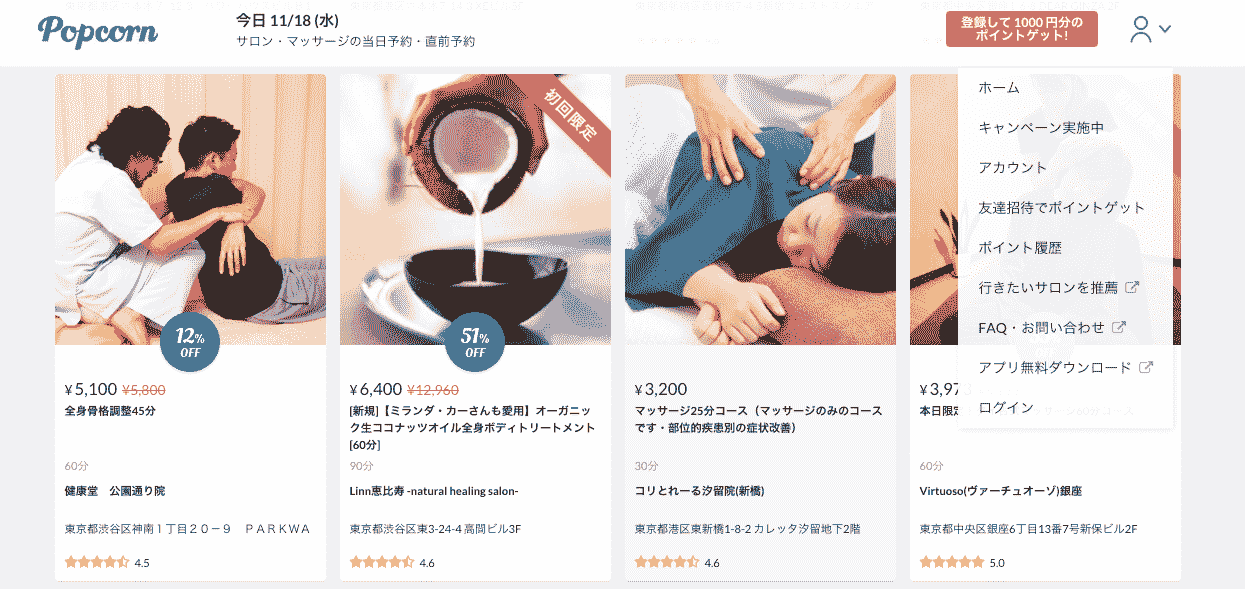 Popcorn
今日 11/18 (水)
サロン・マッサージの当日予約・直前予約
登録して 1000 円分の
ポイントゲット!
ホーム
キャンペーン実施中
アカウント
友達招待でポイントゲット
ポイント履歴
行きたいサロンを推薦
FAQ・お問い合わせ
アプリ無料ダウンロード
ログイン
12% OFF
¥ 5,100 ¥5,800
全身骨格調整45分
60分
健康堂　公園通り院
東京都渋谷区神南１丁目２０－９　ＰＡＲＫＷＡ
4.5
初回限定
51% OFF
¥ 6,400 ¥12,960
[新規]【ミランダ・カーさんも愛用】オーガニッ
ク生ココナッツオイル全身ボディトリートメント
[60分]
90分
Linn恵比寿 -natural healing salon-
東京都渋谷区東3-24-4 高間ビル3F
4.6
¥ 3,200
マッサージ25分コース（マッサージのみのコース
です・部位的疾患別の症状改善）
30分
コリとれーる汐留院(新橋)
東京都港区東新橋1-8-2 カレッタ汐留地下2階
4.6
¥ 3,973
本日限定
60分
Virtuoso(ヴァーチュオーゾ)銀座
東京都中央区銀座6丁目13番7号新保ビル2F
5.0